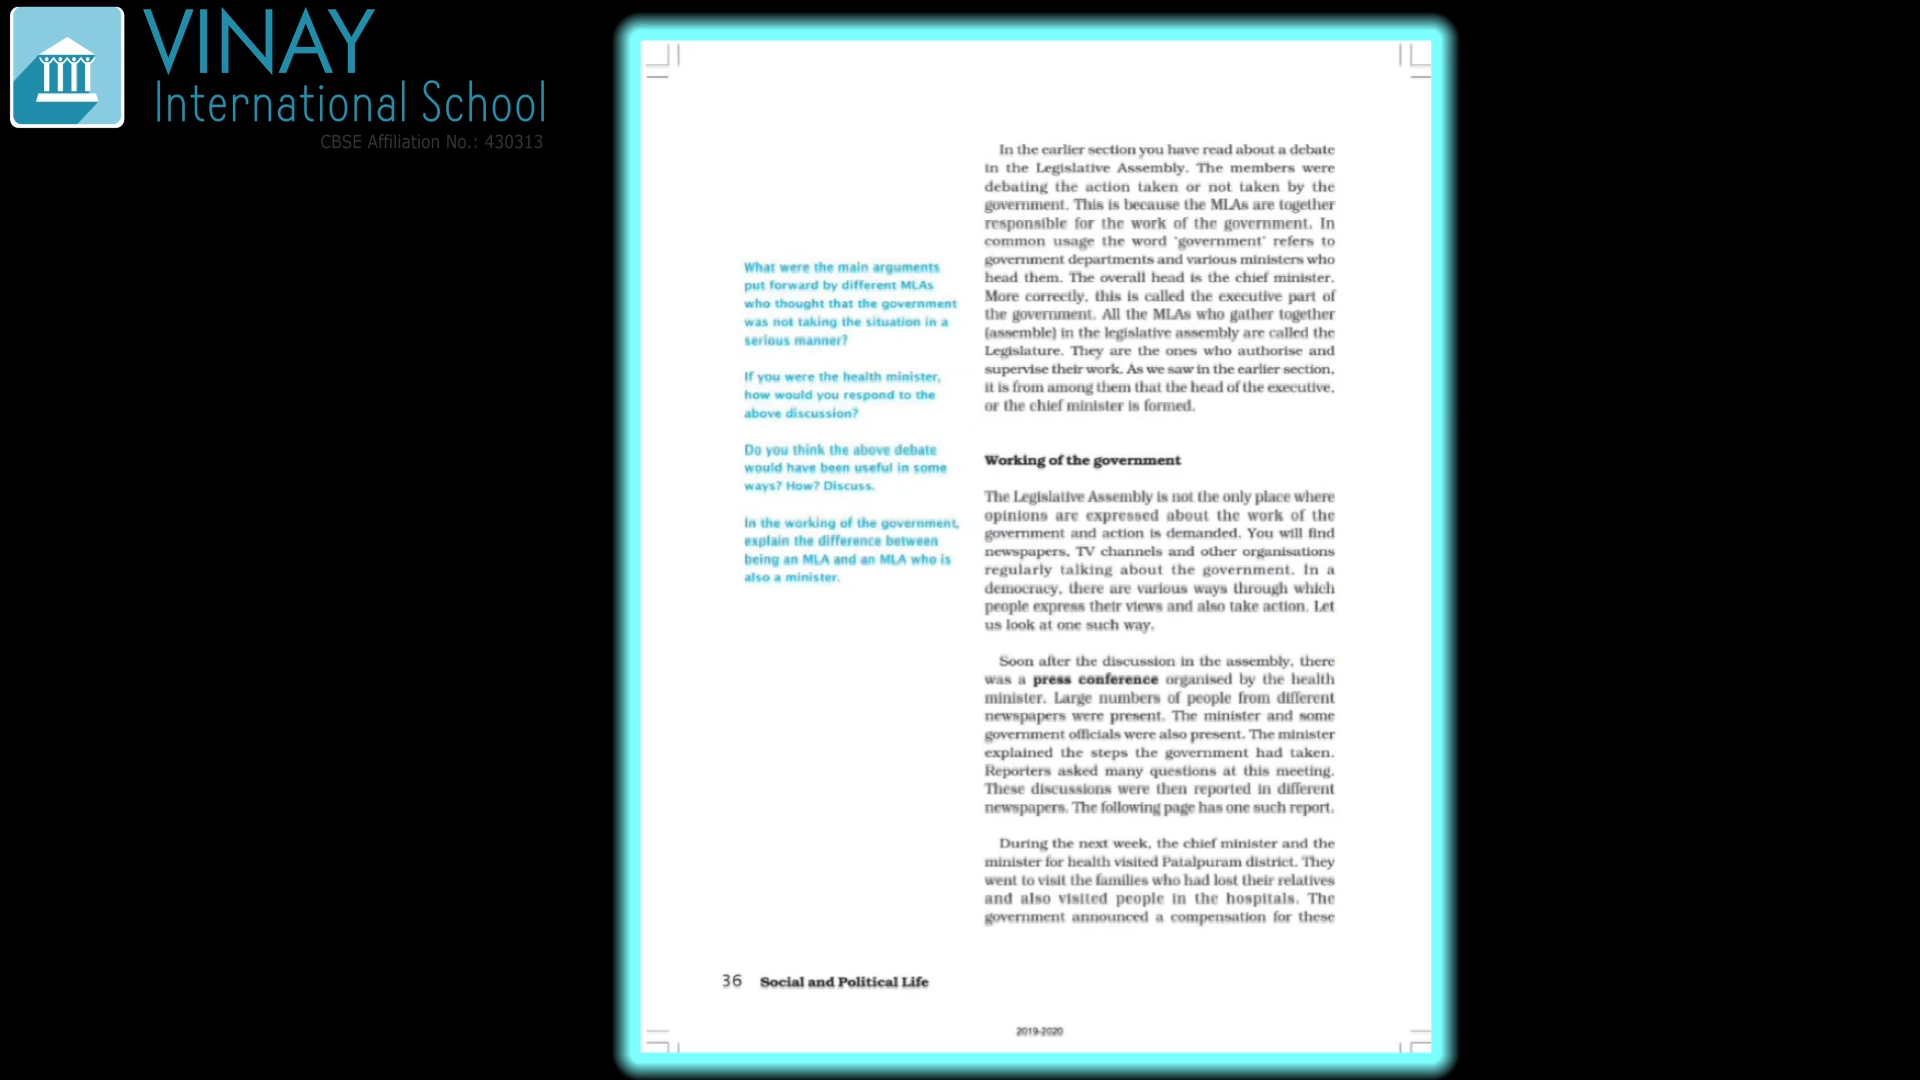 VINAY
International School
CBSE Affiliation No.: 430313
In the earlier section you have read about a debate
in the Legislative Assembly. The members were
debating the action taken or not taken by the
government. This is because the MLAs are together
responsible for the work of the government. In
common usage the word 'government' refers to
government departments and various ministers who
head them. The overall head is the chief minister.
More correctly, this is called the executive part of
the government. All the MLAs who gather together
(assemble) in the legislative assembly are called the
Legislature. They are the ones who authorise and
supervise their work. As we saw in the earlier section,
it is from among them that the head of the executive,
or the chief minister is formed.
What were the main arguments
put forward by different MLAs
who thought that the government
was not taking the situation in a
serious manner?
If you were the health minister,
how would you respond to the
above discussion?
Do you think the above debate
would have been useful in some
ways? How? Discuss.
In the working of the government,
explain the difference between
being an MLA and an MLA who is
also a minister.
Working of the government
The Legislative Assembly is not the only place where
opinions are expressed about the work of the
government and action is demanded. You will find
newspapers, TV channels and other organisations
regularly talking about the government. In a
democracy, there are various ways through which
people express their views and also take action. Let
us look at one such way.
Soon after the discussion in the assembly, there
was a press conference organised by the health
minister. Large numbers of people from different
newspapers were present. The minister and some
government officials were also present. The minister
explained the steps the government had taken.
Reporters asked many questions at this meeting.
These discussions were then reported in different
newspapers. The following page has one such report.
During the next week, the chief minister and the
minister for health visited Patalpuram district. They
went to visit the families who had lost their relatives
and also visited people in the hospitals. The
government announced a compensation for these
36 Social and Political Life
2019-2020